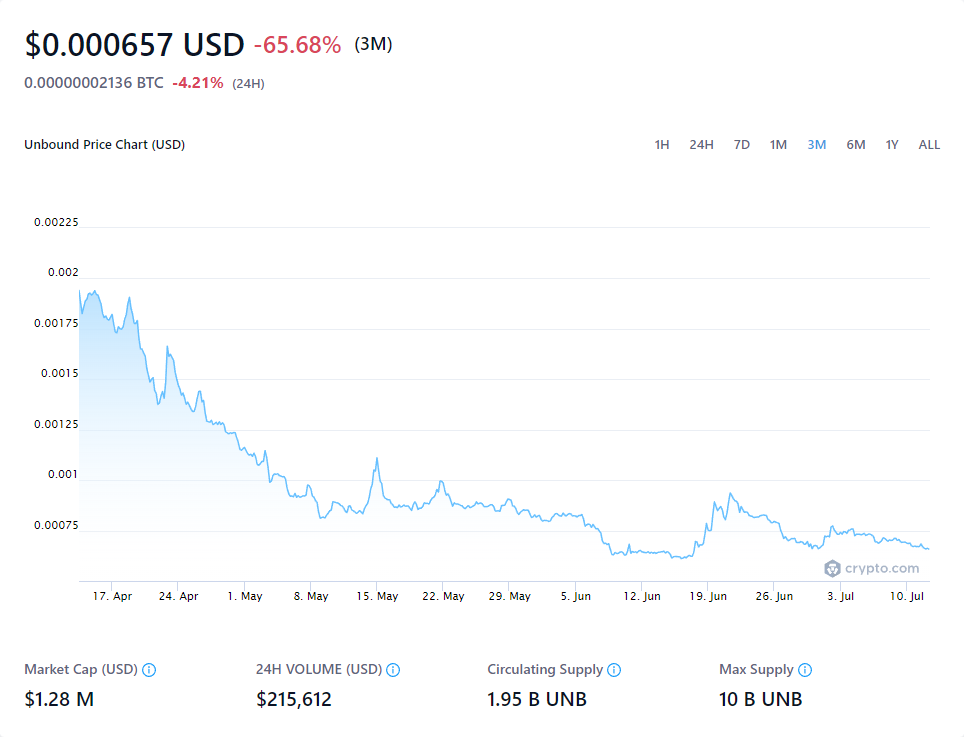 $0.000657 USD -65.68% (3M)
0.00000002136 BTC -4.21% (24H)
Unbound Price Chart (USD) 1H 24H 7D 1M 3M 6M 1Y ALL
0.00225
0.002
0.00175
0.0015
0.00125
0.001
0.00075
crypto.com
17. Apr 24. Apr 1. May 8. May 15. May 22. May 29. May 5. Jun 12. Jun 19. Jun 26. Jun 3. Jul 10. Jul
Market Cap (USD) 24H VOLUME (USD) Circulating Supply Max Supply
$1.28 M $215,612 1.95 B UNB 10 B UNB